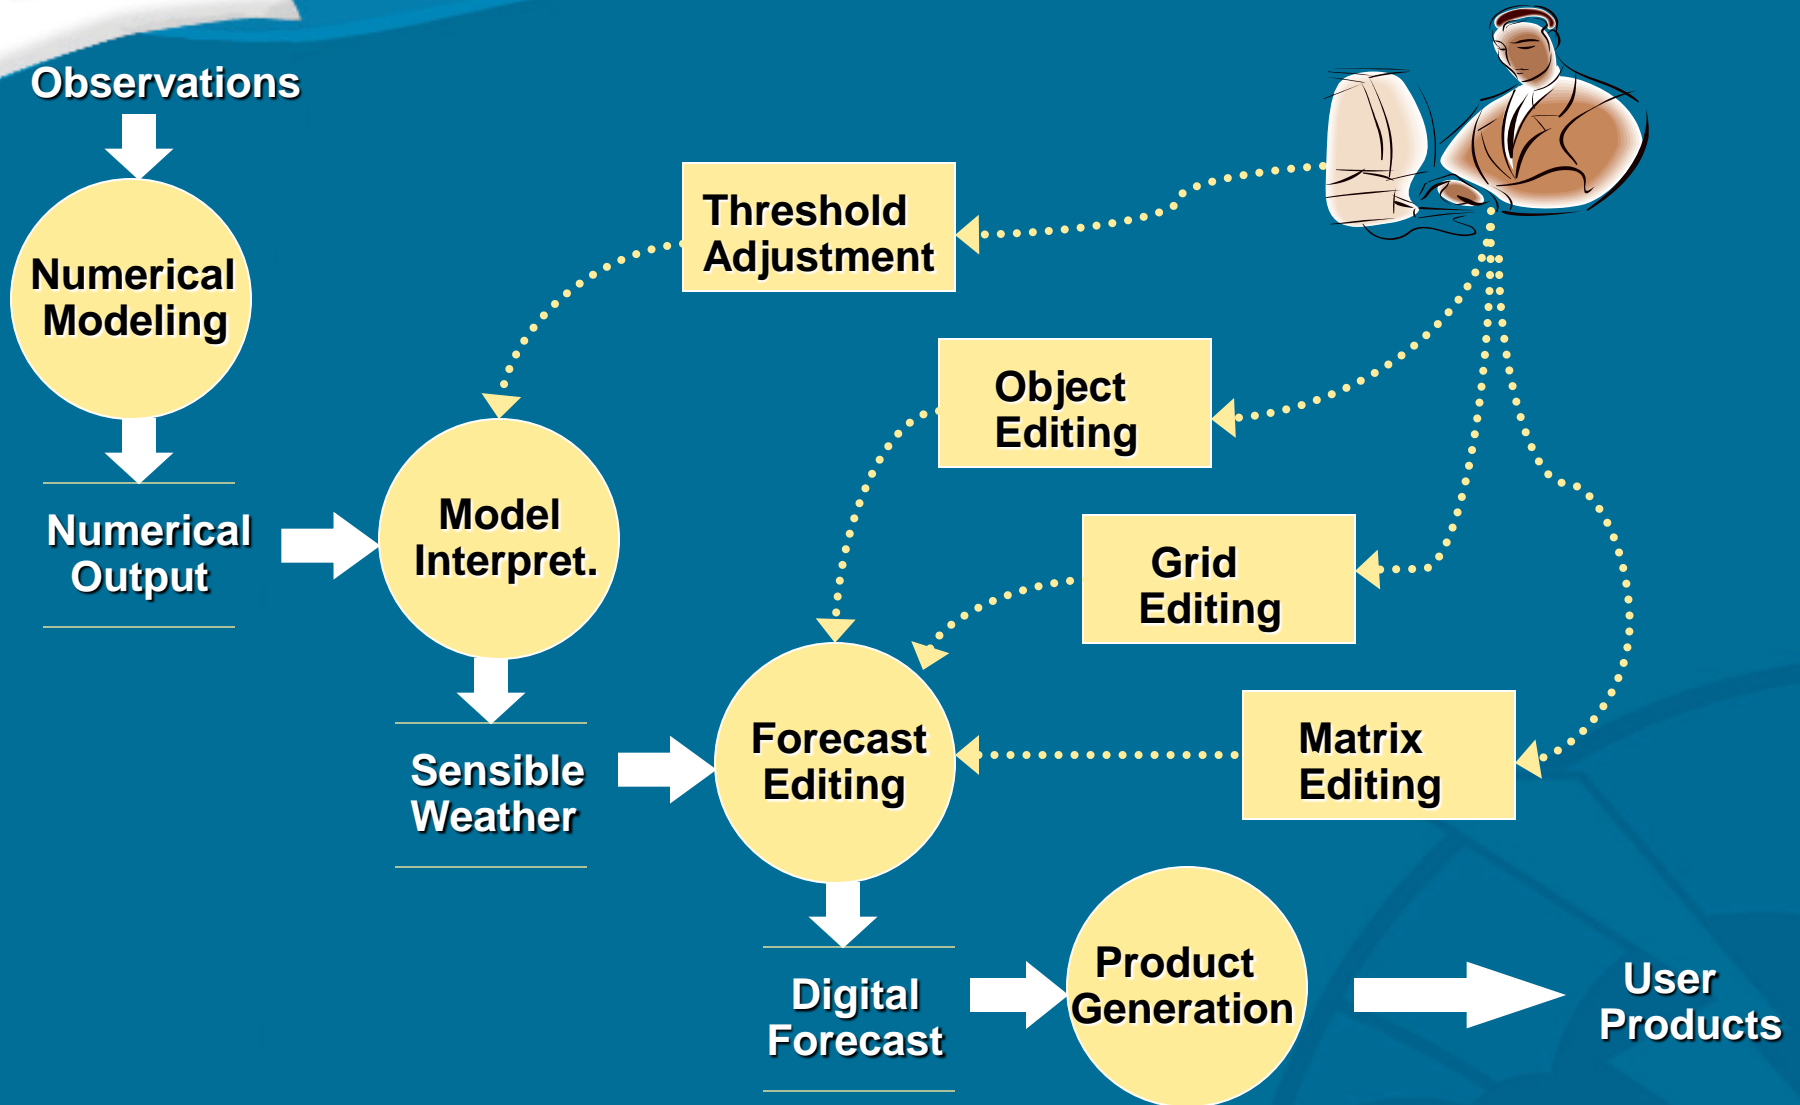 Observations
Numerical
Modeling
Numerical
Output
Model
Interpret.
Sensible
Weather
Threshold
Adjustment
Object
Editing
Grid
Editing
Matrix
Editing
Forecast
Editing
Digital
Forecast
Product
Generation
User
Products